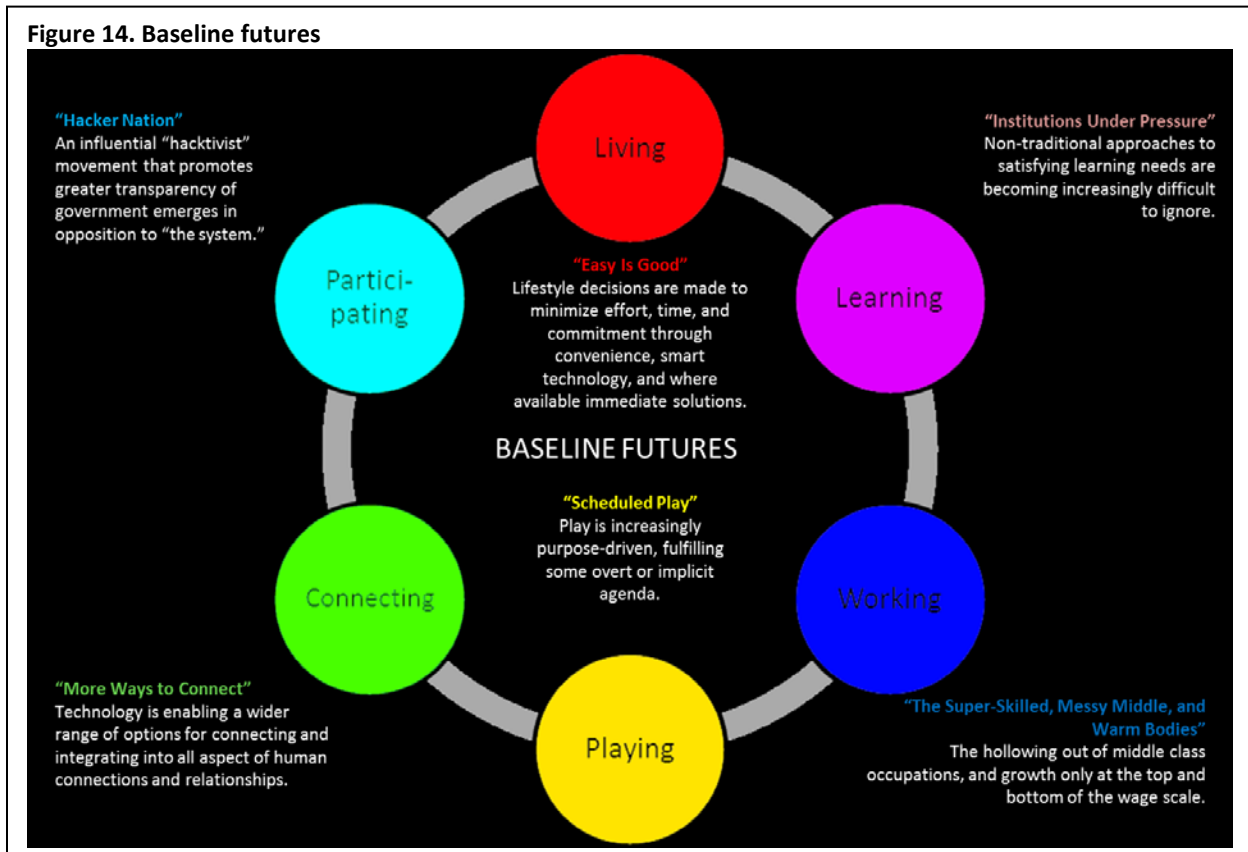 Figure 14. Baseline futures
“Hacker Nation”
An influential “hacktivist”
movement that promotes
greater transparency of
government emerges in
opposition to “the system.”
Living
“Institutions Under Pressure”
Non-traditional approaches to
satisfying learning needs are
becoming increasingly difficult
to ignore.
Partici-
pating
“Easy Is Good”
Lifestyle decisions are made to
minimize effort, time, and
commitment through
convenience, smart
technology, and where
available immediate solutions.
Learning
BASELINE FUTURES
“Scheduled Play”
Play is increasingly
purpose-driven, fulfilling
some overt or implicit
agenda.
Connecting
Working
“More Ways to Connect”
Technology is enabling a wider
range of options for connecting and
integrating into all aspect of human
connections and relationships.
Playing
“The Super-Skilled, Messy Middle, and
Warm Bodies”
The hollowing out of middle class
occupations, and growth only at the top and
bottom of the wage scale.